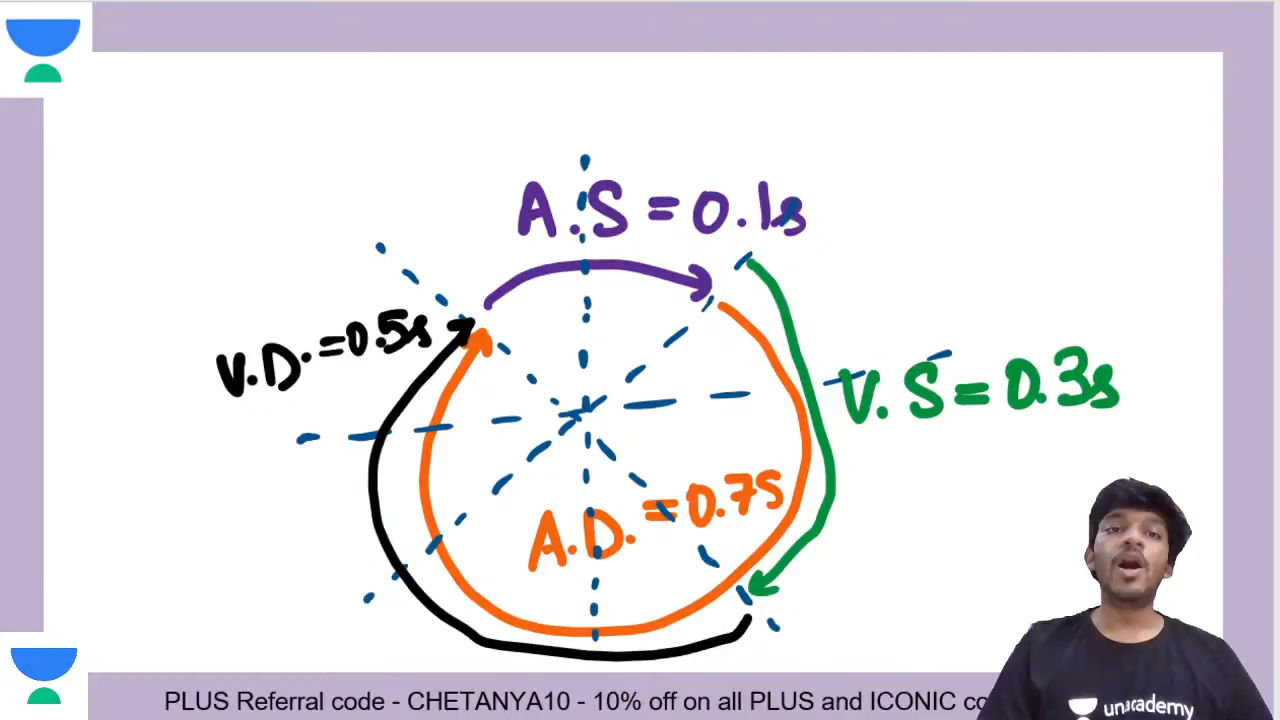 A.S = 0.1s
V.D. = 0.5s
V.S = 0.3s
A.D. = 0.7s
PLUS Referral code - CHETANYA10 - 10% off on all PLUS and ICONIC co
unacademy